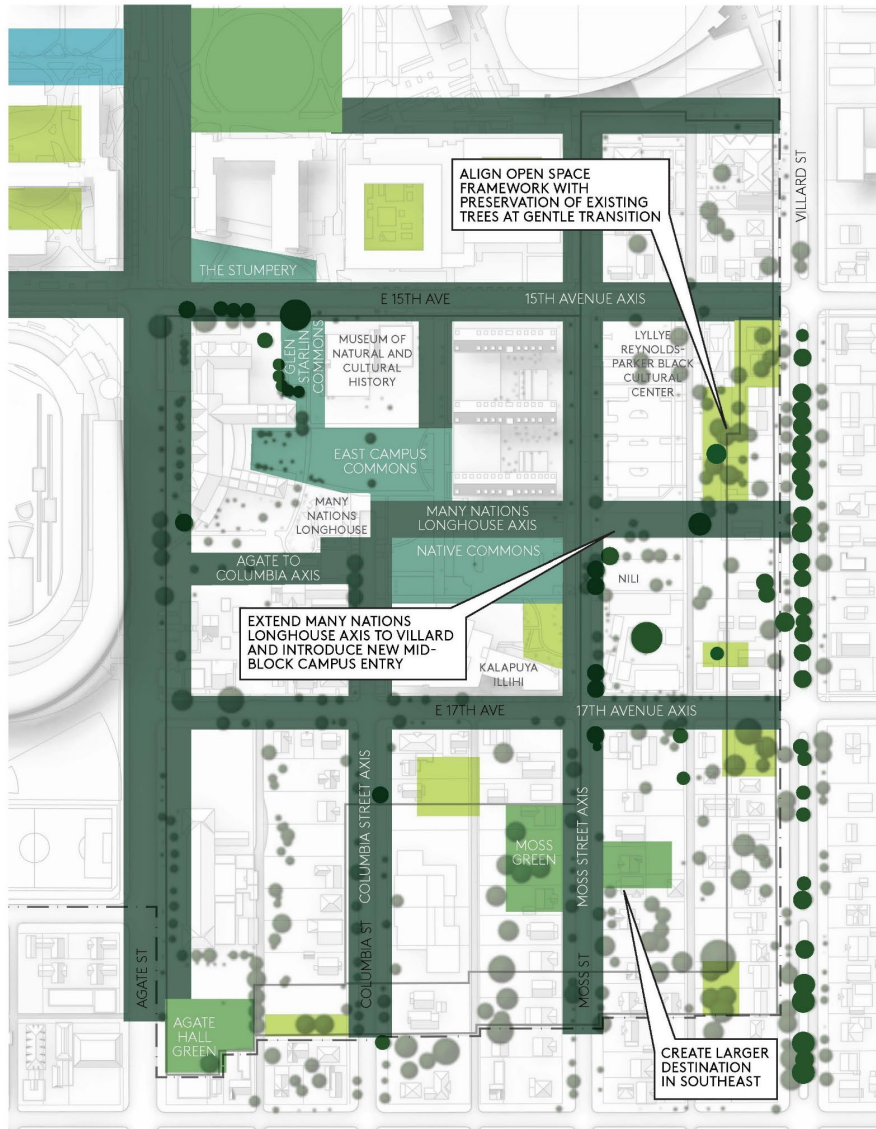 ALIGN OPEN SPACE
FRAMEWORK WITH
PRESERVATION OF EXISTING
TREES AT GENTLE TRANSITION
VILLARD ST
THE STUMPERY
E 15TH AVE
15TH AVENUE AXIS
GLEN
STARLIN
COMMONS
MUSEUM OF
NATURAL AND
CULTURAL
HISTORY
LYLLYE
REYNOLDS-
PARKER BLACK
CULTURAL
CENTER
EAST CAMPUS
COMMONS
MANY
NATIONS
LONGHOUSE
MANY NATIONS
LONGHOUSE AXIS
AGATE TO
COLUMBIA AXIS
NATIVE COMMONS
NILI
EXTEND MANY NATIONS
LONGHOUSE AXIS TO VILLARD
AND INTRODUCE NEW MID-
BLOCK CAMPUS ENTRY
KALAPUYA
ILLIHI
E 17TH AVE
17TH AVENUE AXIS
COLUMBIA STREET AXIS
MOSS
GREEN
MOSS STREET AXIS
AGATE ST
COLUMBIA ST
MOSS ST
AGATE
HALL
GREEN
CREATE LARGER
DESTINATION
IN SOUTHEAST